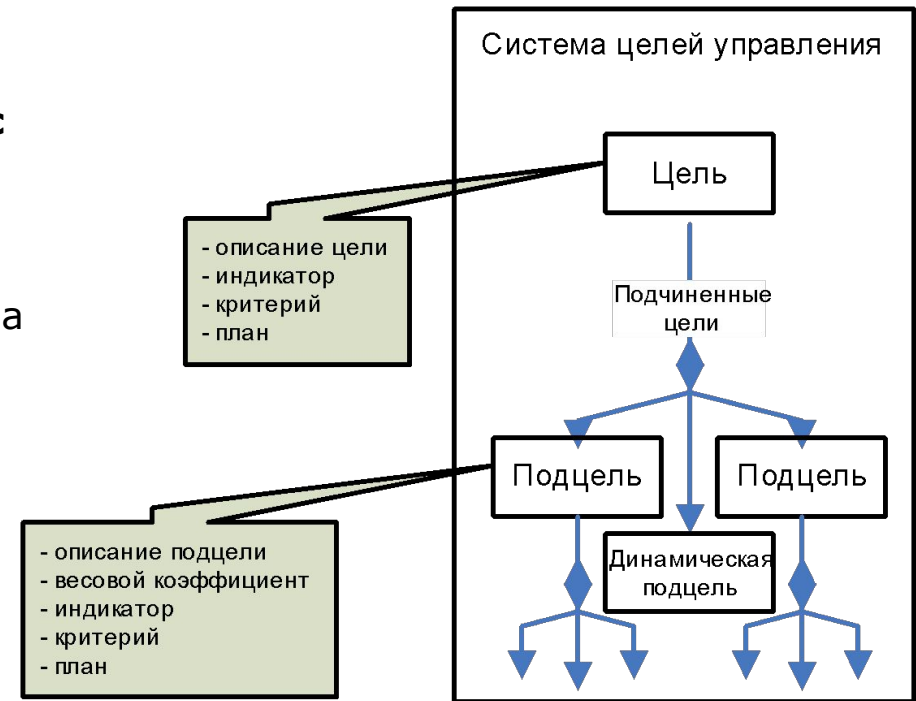 Система целей управления
с
Цель
- описание цели
- индикатор
- критерий
- план
Подчиненные
цели
а
Подцель
Подцель
- описание подцели
- весовой коэффициент
- индикатор
- критерий
- план
Динамическая
подцель